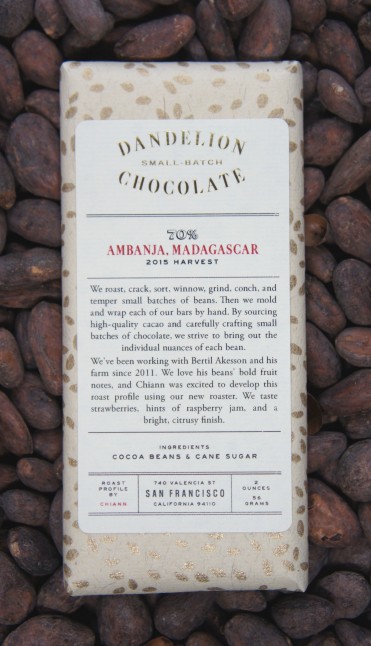 DANDELION
SMALL-BATCH
CHOCOLATE
70%
AMBANJA, MADAGASCAR
2015 HARVEST
We roast, crack, sort, winnow, grind, conch, and
temper small batches of beans. Then we mold
and wrap each of our bars by hand. By sourcing
high-quality cacao and carefully crafting small
batches of chocolate, we strive to bring out the
individual nuances of each bean.
We've been working with Bertil Akesson and his
farm since 2011. We love his beans' bold fruit
notes, and Chiann was excited to develop this
roast profile using our new roaster. We taste
strawberries, hints of raspberry jam, and a
bright, citrusy finish.
INGREDIENTS
COCOA BEANS & CANE SUGAR
ROAST
PROFILE
BY
CHIANN
740 VALENCIA ST
SAN FRANCISCO
CALIFORNIA 94110
2
OUNCES
56
GRAMS